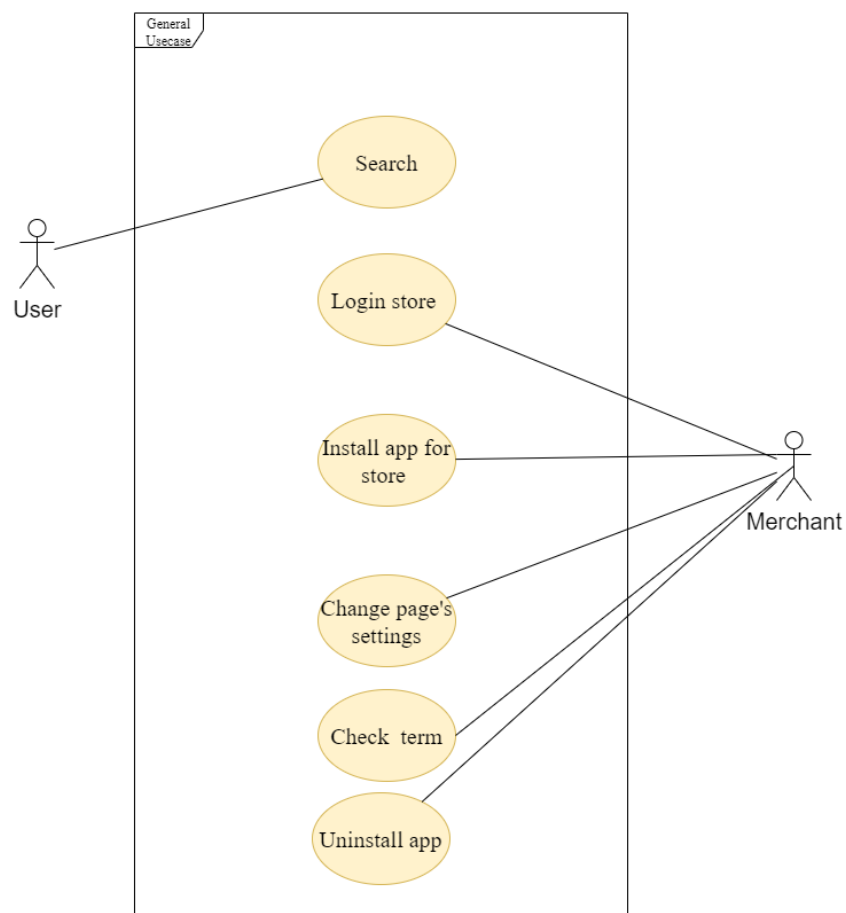 General
Usecase
Search
User
Login store
Install app for
store
Merchant
Change page's
settings
Check term
Uninstall app